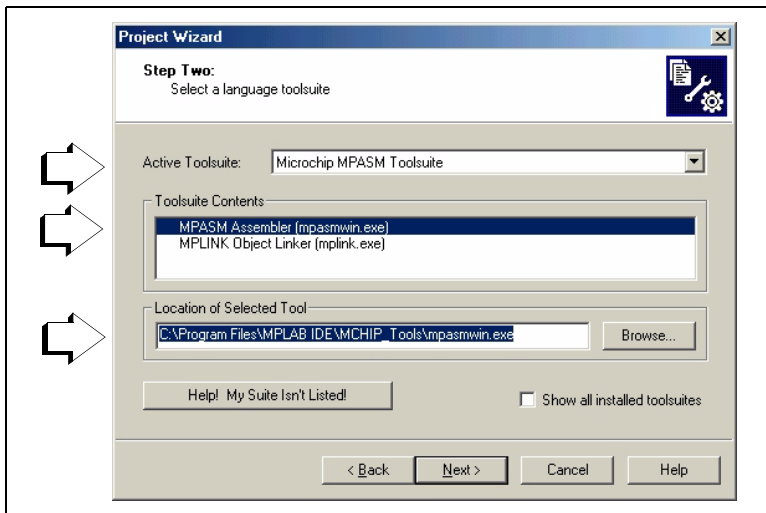 Project Wizard
Step Two:
Select a language toolsuite
Active Toolsuite: Microchip MPASM Toolsuite
Toolsuite Contents
MPASM Assembler (mpasmwin.exe)
MPLINK Object Linker (mplink.exe)
Location of Selected Tool
C:\Program Files\MPLAB IDE\MCHIP_Tools\mpasmwin.exe Browse...
Help! My Suite Isn't Listed! Show all installed toolsuites
< Back Next > Cancel Help